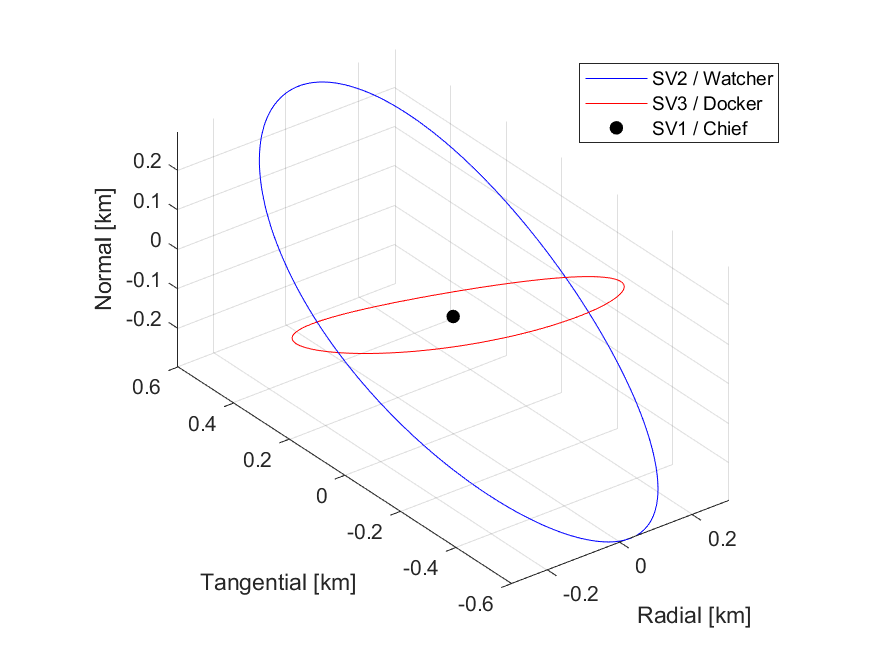 SV2 / Watcher
SV3 / Docker
SV1 / Chief
Normal [km]
0.2
0.1
0
-0.1
-0.2
0.6
0.4
0.2
0
-0.2
-0.4
-0.6
Tangential [km]
-0.2
0
0.2
Radial [km]